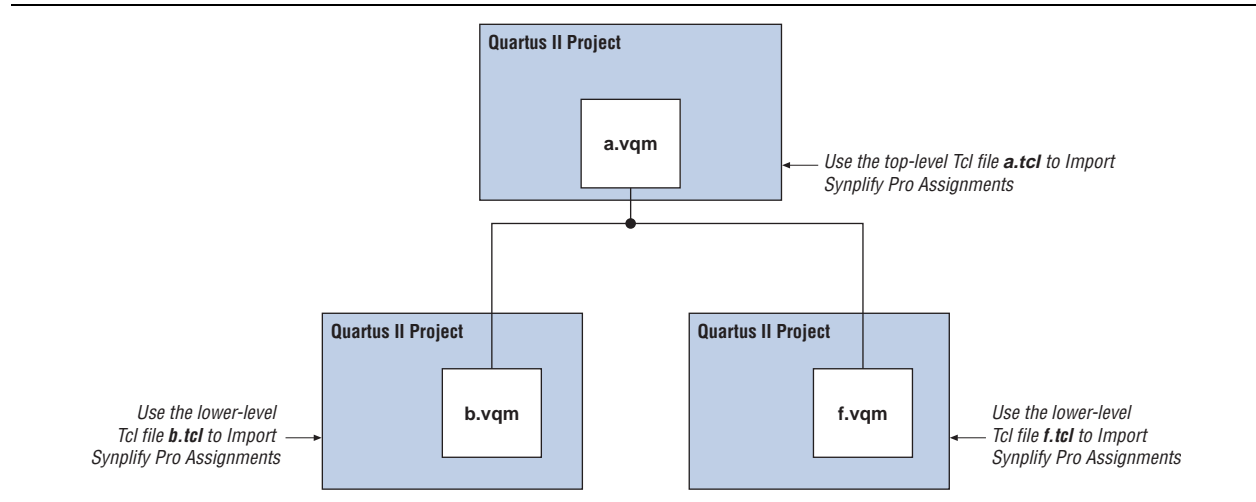 Quartus II Project
a.vqm
Use the top-level Tcl file a.tcl to Import
Synplify Pro Assignments
Quartus II Project
b.vqm
Use the lower-level
Tcl file b.tcl to Import
Synplify Pro Assignments
Quartus II Project
f.vqm
Use the lower-level
Tcl file f.tcl to Import
Synplify Pro Assignments